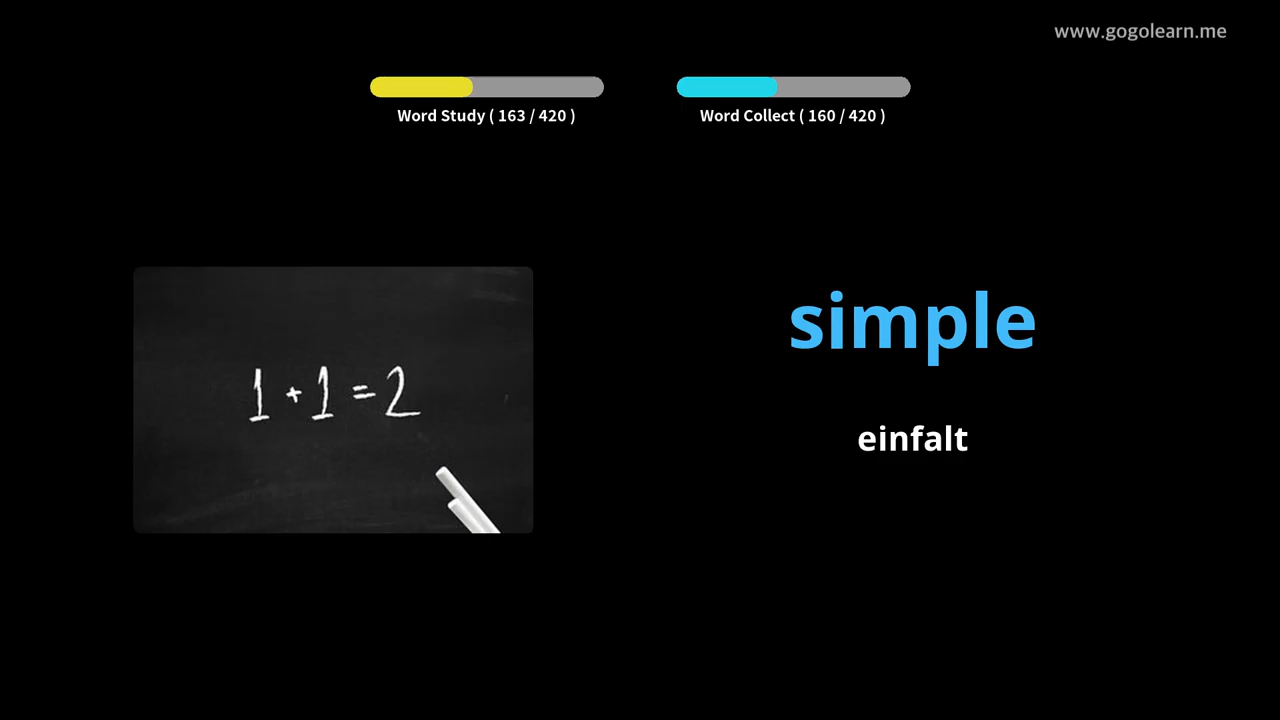 www.gogolearn.me
Word Study ( 163 / 420 )
Word Collect ( 160 / 420 )
1 + 1 = 2
simple
einfalt